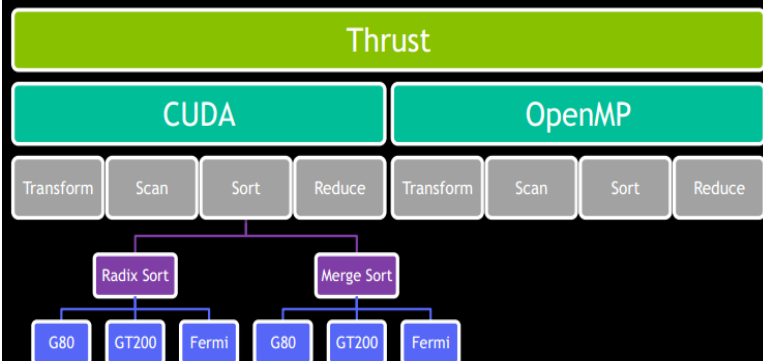 Thrust
CUDA OpenMP
Transform Scan Sort Reduce Transform Scan Sort Reduce
Radix Sort Merge Sort
G80 GT200 Fermi G80 GT200 Fermi